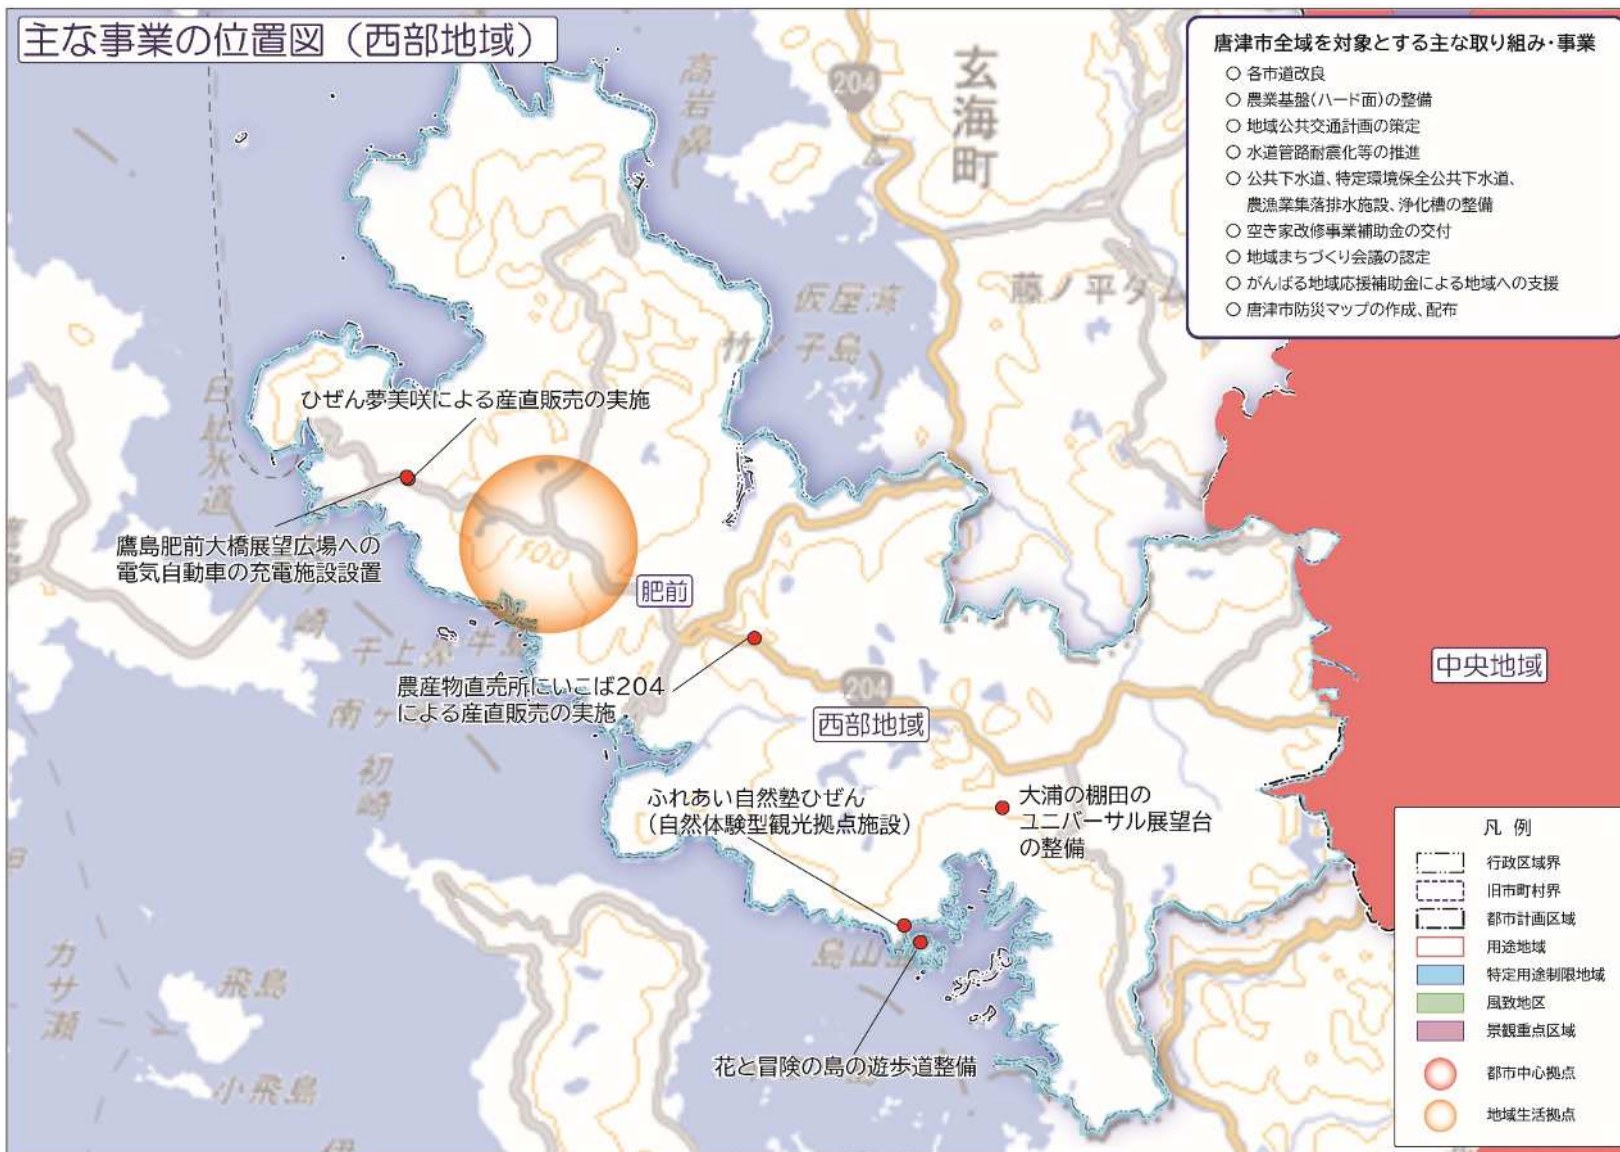 主な事業の位置図（西部地域）
唐津市全域を対象とする主な取り組み・事業
○ 各市道改良
○ 農業基盤(ハード面)の整備
○ 地域公共交通計画の策定
○ 水道管路耐震化等の推進
○ 公共下水道、特定環境保全公共下水道、
農漁業集落排水施設、浄化槽の整備
○ 空き家改修事業補助金の交付
○ 地域まちづくり会議の認定
○ がんばる地域応援補助金による地域への支援
○ 唐津市防災マップの作成、配布
204
玄海町
高岩鼻
仮屋湾
竹ノ子島
藤ノ平ダム
日比水道
ひぜん夢美咲による産直販売の実施
鷹島肥前大橋展望広場への
電気自動車の充電施設設置
100
肥前
農産物直売所にいこば204
による産直販売の実施
204
西部地域
中央地域
初崎
ふれあい自然塾ひぜん
（自然体験型観光拠点施設）
大浦の棚田の
ユニバーサル展望台
の整備
花と冒険の島の遊歩道整備
カサ瀬
飛島
小飛島
凡 例
行政区域界
旧市町村界
都市計画区域
用途地域
特定用途制限地域
風致地区
景観重点区域
都市中心拠点
地域生活拠点